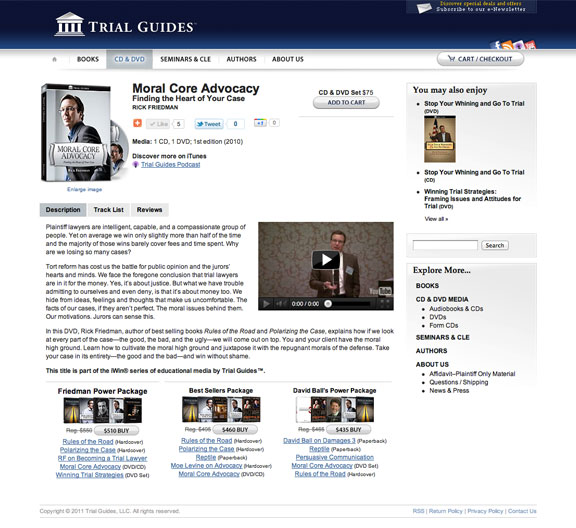 Discover special deals and offers
Subscribe to our e-Newsletter
TRIAL GUIDES
BOOKS
CD & DVD
SEMINARS & CLE
AUTHORS
ABOUT US
CART / CHECKOUT
MORAL CORE
ADVOCACY
Finding the Heart of Your Case
RICK FRIEDMAN
Enlarge image
Moral Core Advocacy
Finding the Heart of Your Case
RICK FRIEDMAN
Like 5
Tweet 0
+1 0
Media: 1 CD, 1 DVD; 1st edition (2010)
Discover more on iTunes
Trial Guides Podcast
CD & DVD Set $75
ADD TO CART
You may also enjoy
Stop Your Whining and Go To Trial
(DVD)
Stop Your Whining and Go To Trial
(CD)
Winning Trial Strategies:
Framing Issues and Attitudes for
Trial (DVD)
View all »
Search
Description
Track List
Reviews
Plaintiff lawyers are intelligent, capable, and a compassionate group of
people. Yet on average we win only slightly more than half of the time
and the majority of those wins barely cover fees and time spent. Why
are we losing so many cases?
Tort reform has cost us the battle for public opinion and the jurors'
hearts and minds. We face the foregone conclusion that trial lawyers
are in it for the money. Yes, it's about justice. But what we have trouble
admitting to ourselves and even deny, is that it's about money too. We
hide from ideas, feelings and thoughts that make us uncomfortable. The
facts of our cases, if they aren't perfect. The moral issues behind them.
Our motivations. Jurors can sense this.
You Tube
0:00 / 0:00
In this DVD, Rick Friedman, author of best selling books Rules of the Road and Polarizing the Case, explains how if we look
at every part of the case—the good, the bad, and the ugly—we will come out on top. You and your client have the moral
high ground. Learn how to cultivate the moral high ground and juxtapose it with the repugnant morals of the defense. Take
your case in its entirety—the good and the bad—and win without shame.
This title is part of the IWin® series of educational media by Trial Guides™.
Explore More...
BOOKS
CD & DVD MEDIA
Audiobooks & CDs
DVDs
Form CDs
SEMINARS & CLE
AUTHORS
ABOUT US
Affidavit–Plaintiff Only Material
Questions / Shipping
News & Press
Friedman Power Package
Reg. $550 $510 BUY
Rules of the Road (Hardcover)
Polarizing the Case (Hardcover)
RF on Becoming a Trial Lawyer
Moral Core Advocacy (DVD/CD)
Winning Trial Strategies (DVD Set)
Best Sellers Package
$460 BUY
Rules of the Road (Hardcover)
Polarizing the Case (Hardcover)
Reptile (Paperback)
Moe Levine on Advocacy (Hardcover)
Moral Core Advocacy (DVD/CD)
David Ball's Power Package
Reg. $465 $435 BUY
David Ball on Damages 3 (Paperback)
Reptile (Paperback)
Persuasive Communication
Moral Core Advocacy (DVD Set)
Rules of the Road (Hardcover)
Copyright © 2011 Trial Guides, LLC. All rights reserved.
RSS | Return Policy | Privacy Policy | Contact Us